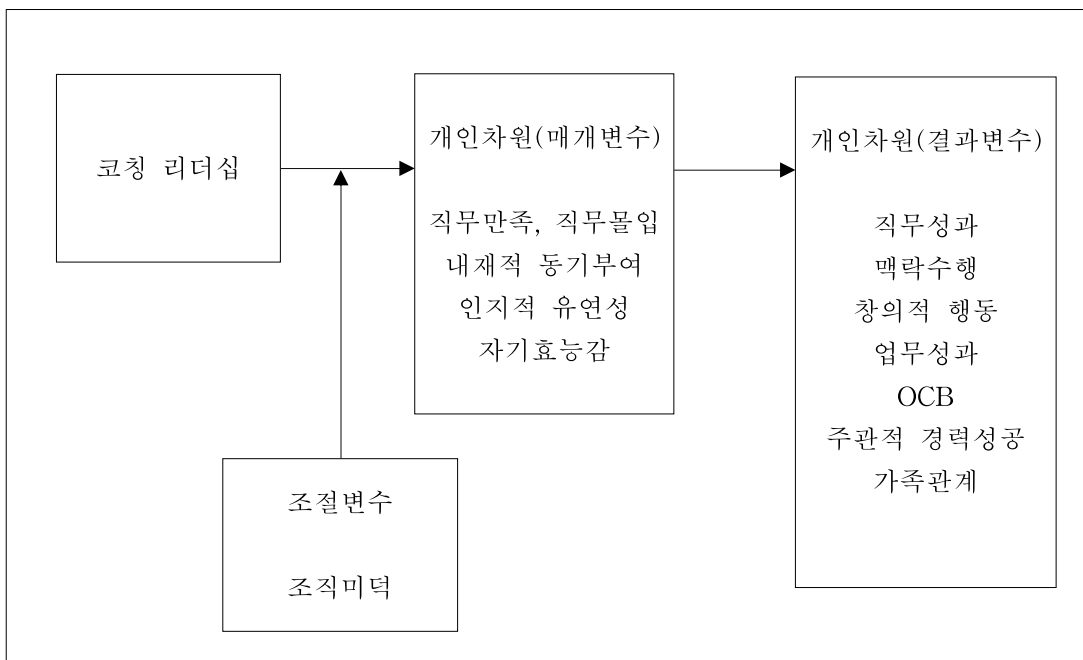 코칭 리더십
개인차원(매개변수)
직무만족, 직무몰입
내재적 동기부여
인지적 유연성
자기효능감
개인차원(결과변수)
직무성과
맥락수행
창의적 행동
업무성과
OCB
주관적 경력성공
가족관계
조절변수
조직미덕